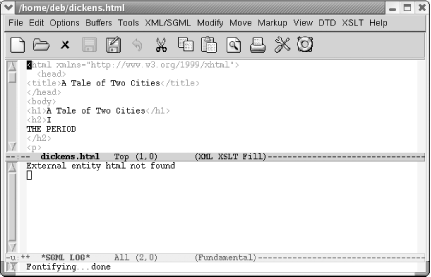 /home/deb/dickens.html
File Edit Options Buffers Tools XML/SGML Modify Move Markup View DTD XSLT Help
<html xmlns="http://www.w3.org/1999/xhtml">
<head>
<title>A Tale of Two Cities</title>
</head>
<body>
<h1>A Tale of Two Cities</h1>
<h2>I
THE PERIOD
</h2>
<p>
--:-- dickens.html Top (1,0) (XML XSLT Fill)
External entity html not found
-u:** *SGML LOG* All (2,0) (Fundamental)
Fontifying...done